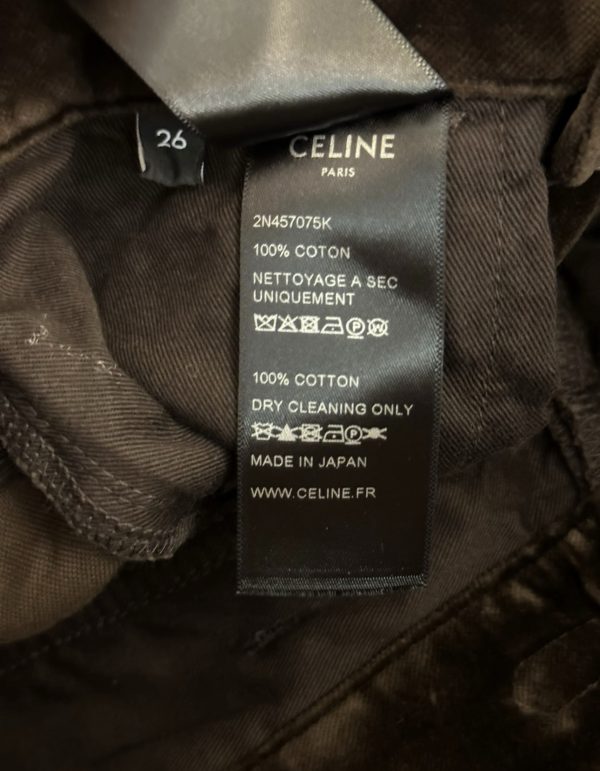 26
CELINE
PARIS
2N457075K
100% COTON
NETTOYAGE A SEC
UNIQUEMENT
100% COTTON
DRY CLEANING ONLY
MADE IN JAPAN
WWW.CELINE.FR